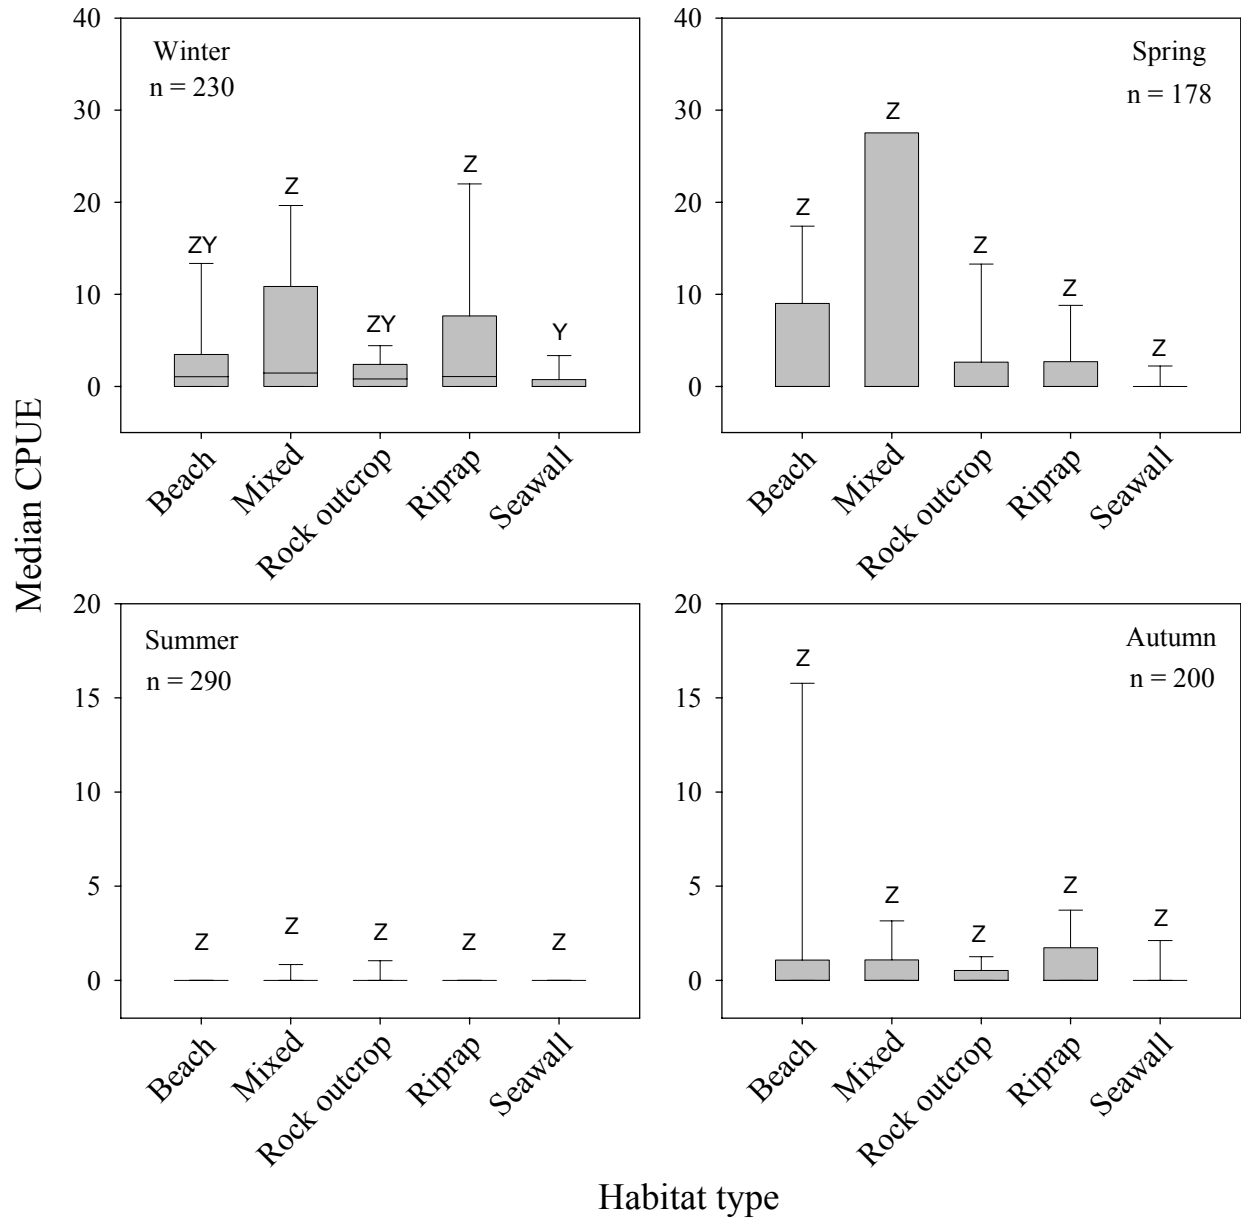 Median CPUE
40
30
20
10
0
Winter
n = 230
ZY
Z
ZY
Z
Y
Beach
Mixed
Rock outcrop
Riprap
Seawall
40
30
20
10
0
Spring
n = 178
Z
Z
Z
Z
Z
Beach
Mixed
Rock outcrop
Riprap
Seawall
20
15
10
5
0
Summer
n = 290
Z
Z
Z
Z
Z
Beach
Mixed
Rock outcrop
Riprap
Seawall
20
15
10
5
0
Autumn
n = 200
Z
Z
Z
Z
Z
Beach
Mixed
Rock outcrop
Riprap
Seawall
Habitat type